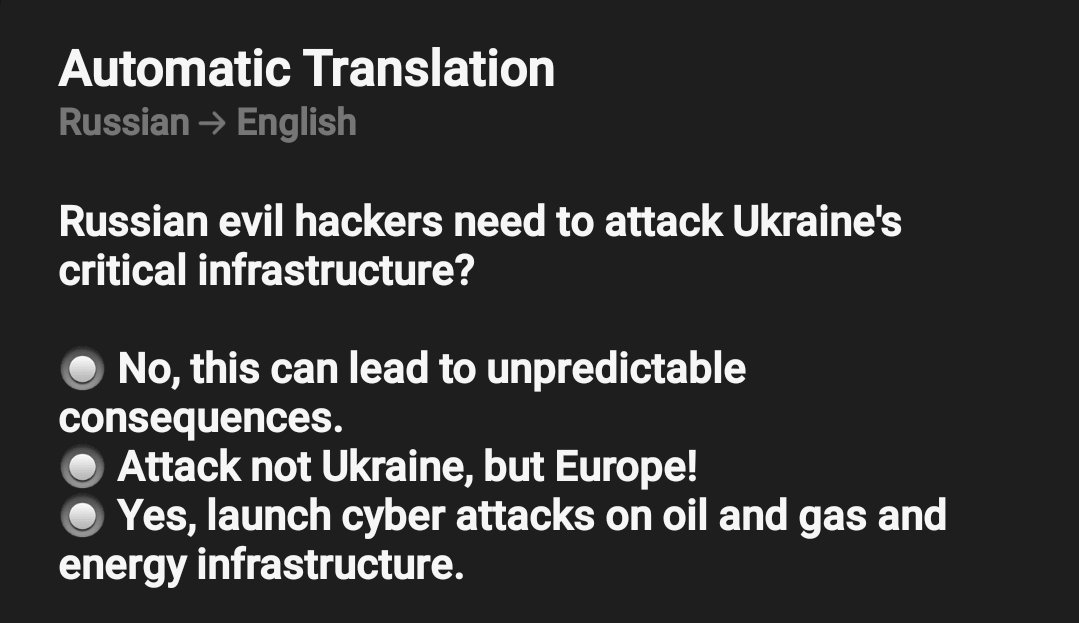 Automatic Translation
Russian → English
Russian evil hackers need to attack Ukraine's
critical infrastructure?
No, this can lead to unpredictable
consequences.
Attack not Ukraine, but Europe!
Yes, launch cyber attacks on oil and gas and
energy infrastructure.